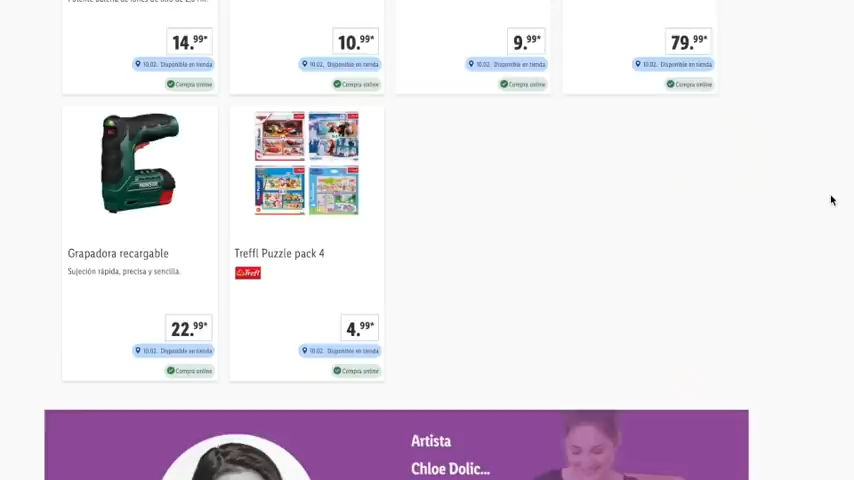 14.99*
10.99*
9.99*
79.99*
10.02. Disponible en tienda
10.02. Disponible en tienda
10.02. Disponible en tienda
10.02. Disponible en tienda
Compra online
Compra online
Compra online
Compra online
Grapadora recargable
Sujeción rápida, precisa y sencilla.
22.99*
10.02. Disponible en tienda
Compra online
Treffl Puzzle pack 4
Trefl
4.99*
10.02. Disponible en tienda
Compra online
Artista
Chloe Dolic...